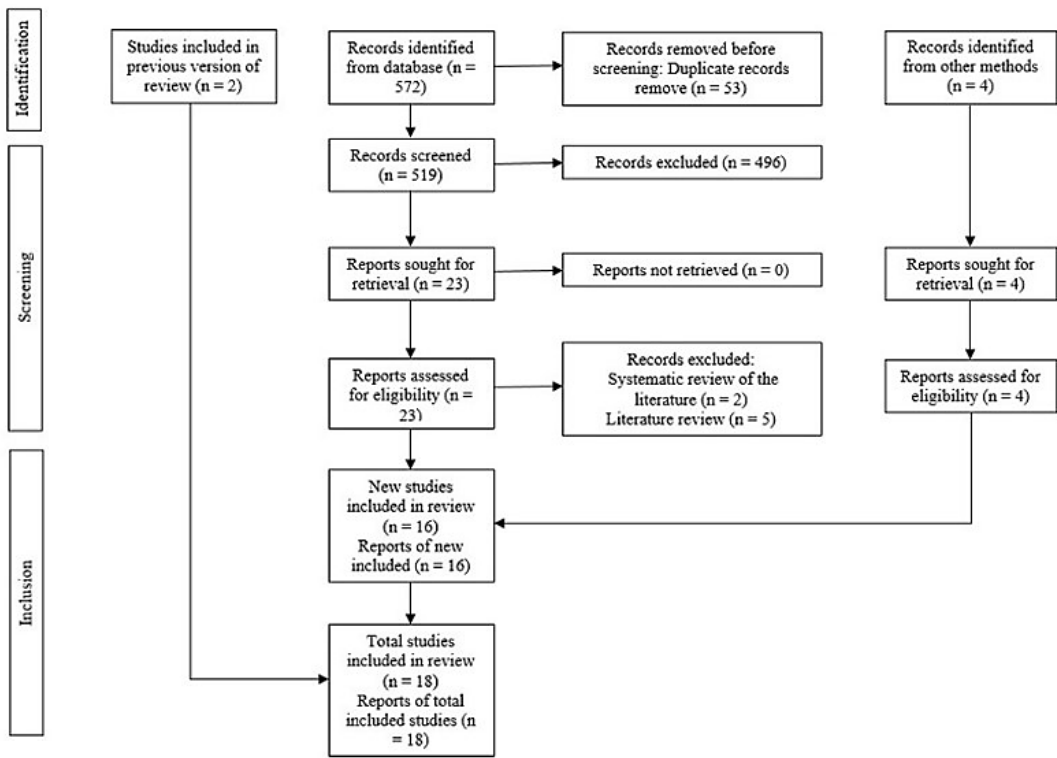 Identification
Studies included in
previous version of
review (n = 2)
Records identified
from database (n =
572)
Records removed before
screening: Duplicate records
remove (n = 53)
Records identified
from other methods
(n = 4)
Screening
Records screened
(n = 519)
Records excluded (n = 496)
Reports sought for
retrieval (n = 23)
Reports not retrieved (n = 0)
Reports sought for
retrieval (n = 4)
Reports assessed
for eligibility (n =
23)
Records excluded:
Systematic review of the
literature (n = 2)
Literature review (n = 5)
Reports assessed for
eligibility (n = 4)
Inclusion
New studies
included in review
(n = 16)
Reports of new
included (n = 16)
Total studies
included in review
(n = 18)
Reports of total
included studies (n
= 18)